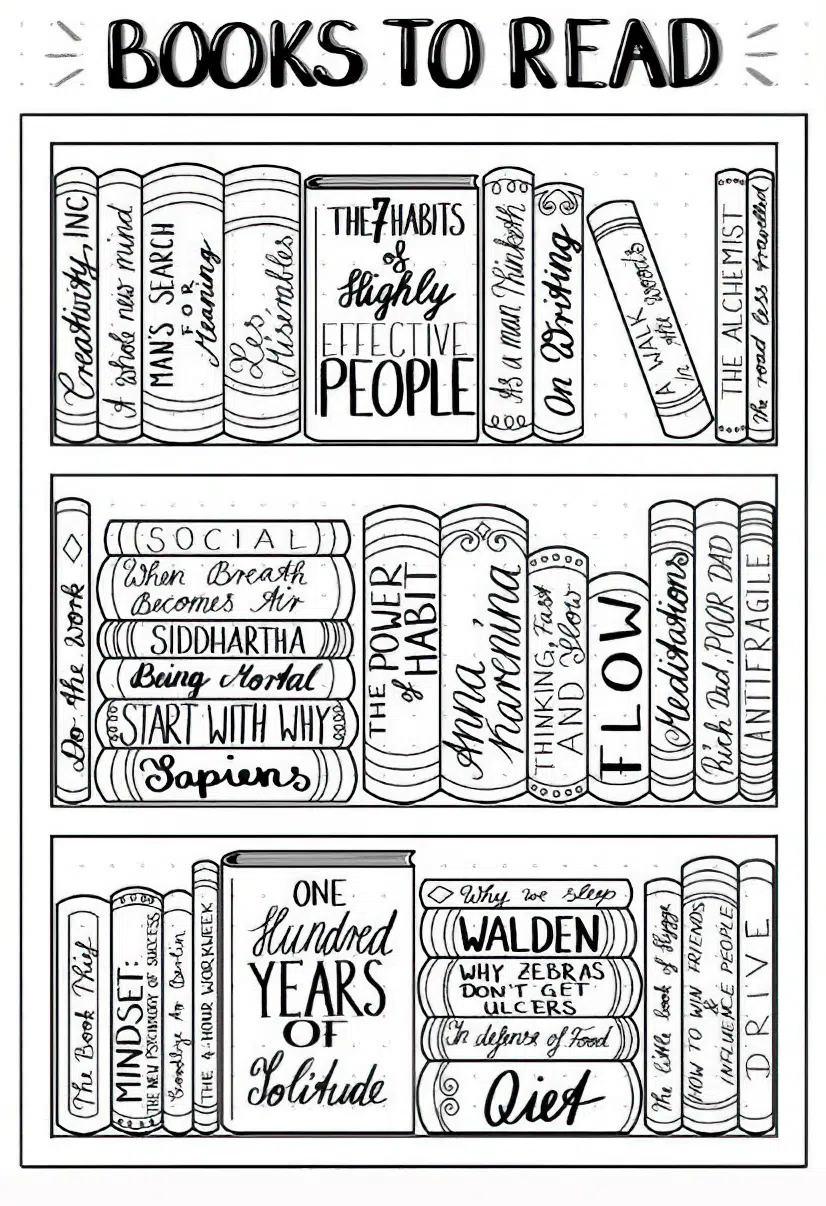 BOOKS TO READ
Creativity, INC
A whole new mind
MAN'S SEARCH
FOR
Meaning
Les
Misérables
THE 7 HABITS
of
Highly
EFFECTIVE
PEOPLE
As a man Thinketh
On Writing
A WALK
in the woods
THE ALCHEMIST
The road less travelled
Do the work
SOCIAL
When Breath
Becomes Air
SIDDHARTHA
Being Mortal
START WITH WHY
Sapiens
THE POWER
of HABIT
Anna
Karenina
THINKING, Fast
AND Slow
FLOW
Meditations
Rich Dad, POOR DAD
ANTIFRAGILE
The Book Thief
MINDSET:
THE NEW PSYCHOLOGY OF SUCCESS
Goodbye to Berlin
THE 4-HOUR WORKWEEK
ONE
Hundred
YEARS
OF
Solitude
Why we sleep
WALDEN
WHY ZEBRAS
DON'T GET
ULCERS
In defense of Food
Quiet
The little book of Hygge
HOW TO WIN FRIENDS
&
INFLUENCE PEOPLE
DRIVE